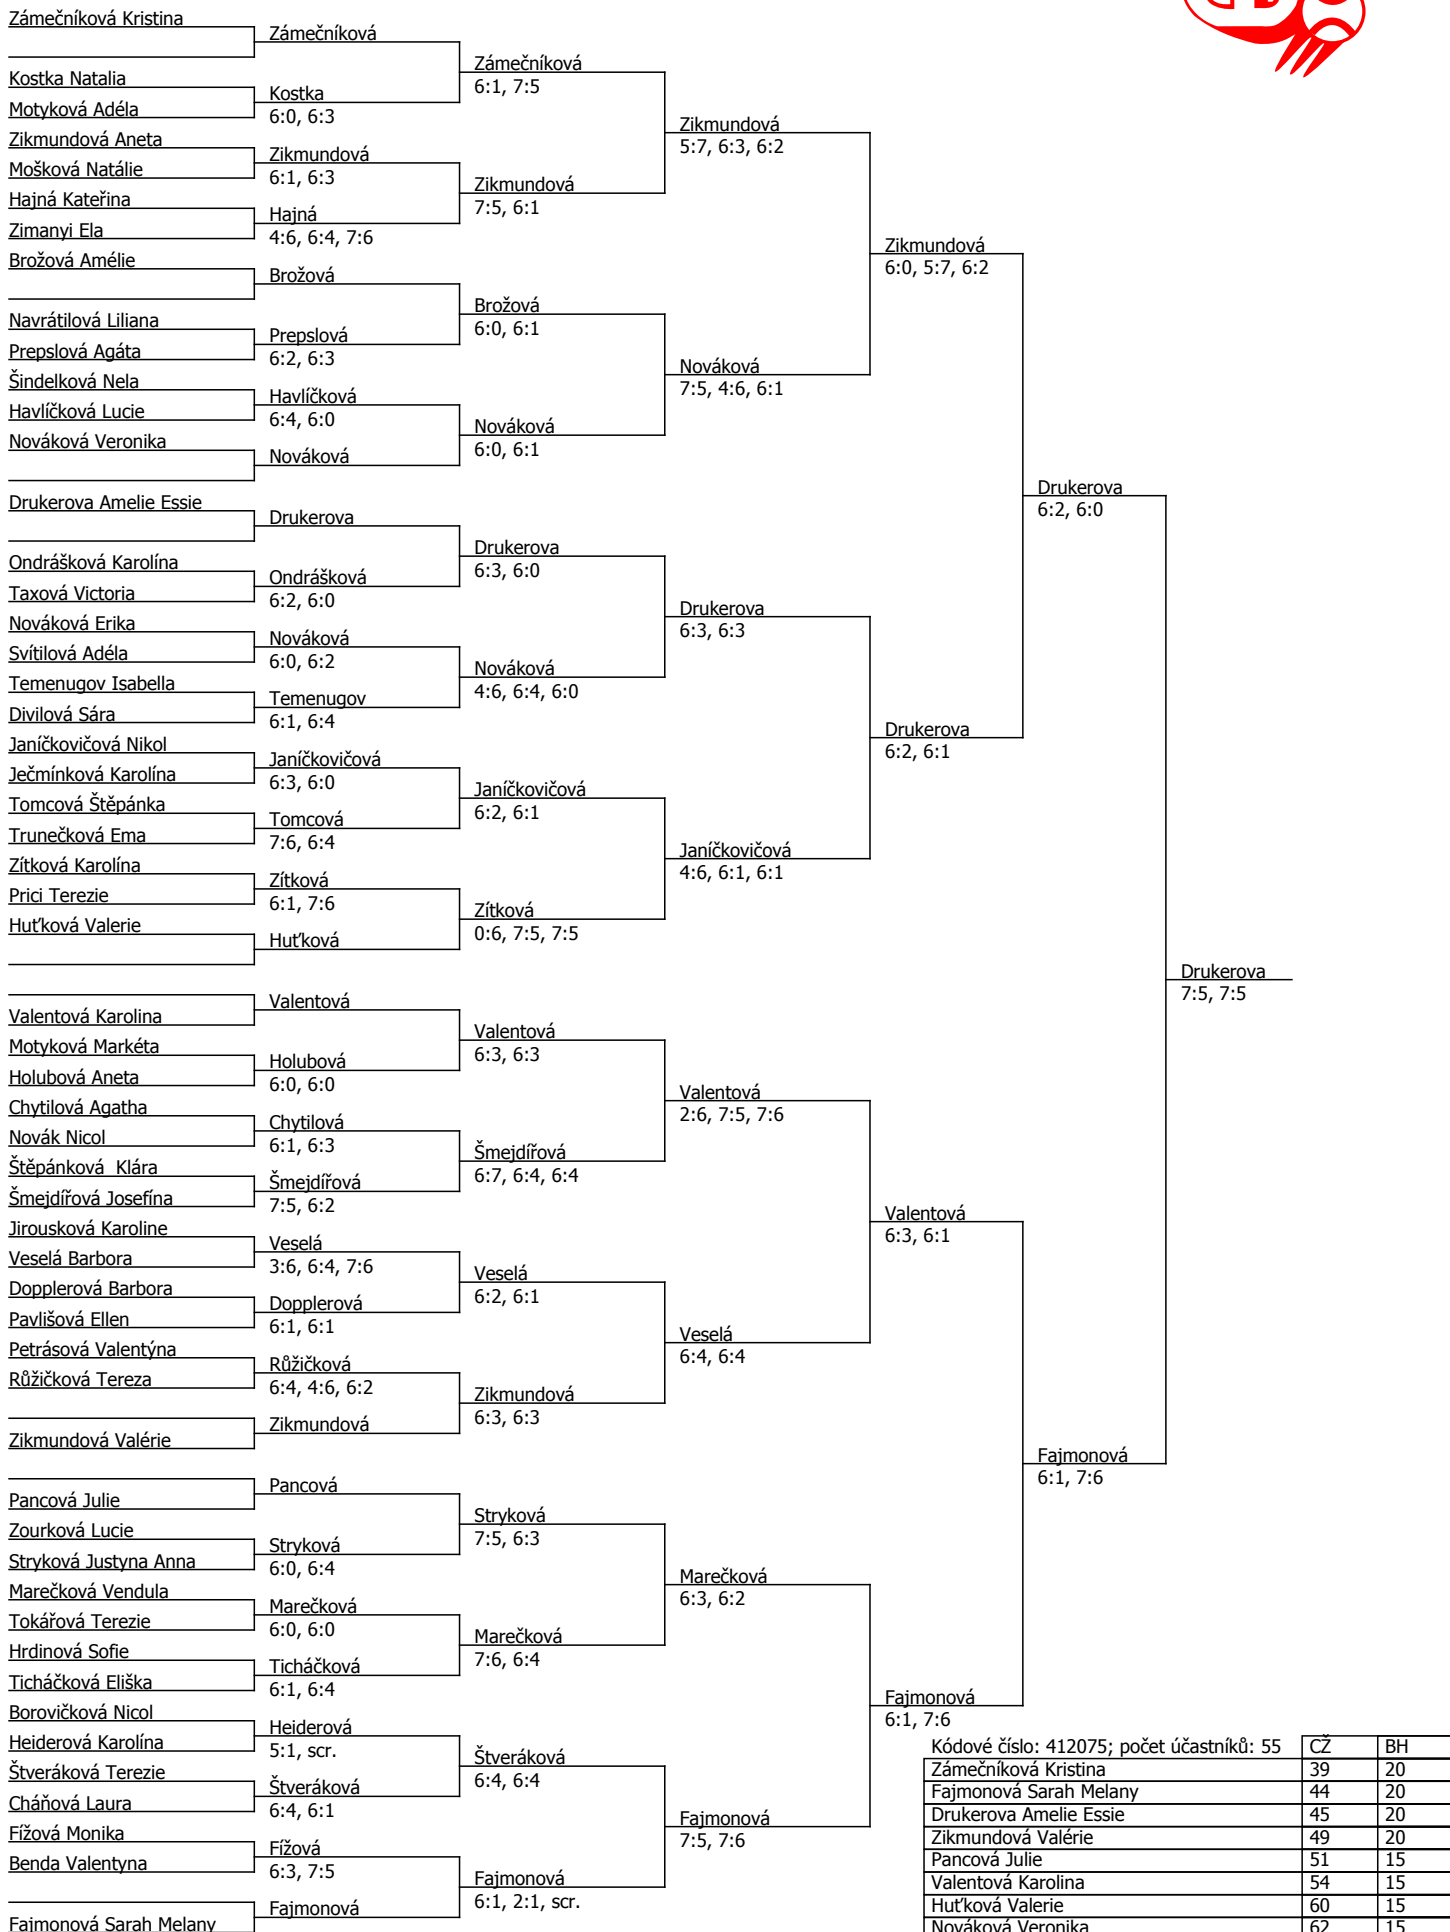 Zámečníková Kristina
Kostka Natalia
Motyková Adéla
Zikmundová Aneta
Mošková Natálie
Hajná Kateřina
Zimanyi Ela
Brožová Amélie
Navrátilová Liliana
Prepslová Agáta
Šindelková Nela
Havlíčková Lucie
Nováková Veronika
Drukerova Amelie Essie
Ondrášková Karolína
Taxová Victoria
Nováková Erika
Svítilová Adéla
Temenugov Isabella
Divilová Sára
Janíčkovičová Nikol
Ječmínková Karolína
Tomcová Štěpánka
Trunečková Ema
Zítková Karolína
Prici Terezie
Huťková Valerie
Valentová Karolina
Motyková Markéta
Holubová Aneta
Chytilová Agatha
Novák Nicol
Štěpánková  Klára
Šmejdířová Josefína
Jirousková Karoline
Veselá Barbora
Dopplerová Barbora
Pavlišová Ellen
Petrásová Valentýna
Růžičková Tereza
Zikmundová Valérie
Pancová Julie
Zourková Lucie
Stryková Justyna Anna
Marečková Vendula
Tokářová Terezie
Hrdinová Sofie
Ticháčková Eliška
Borovičková Nicol
Heiderová Karolína
Štveráková Terezie
Cháňová Laura
Fížová Monika
Benda Valentyna
Fajmonová Sarah Melany
Zámečníková
Kostka
6:0, 6:3
Zikmundová
6:1, 6:3
Hajná
4:6, 6:4, 7:6
Brožová
Prepslová
6:2, 6:3
Havlíčková
6:4, 6:0
Nováková
Drukerova
Ondrášková
6:2, 6:0
Nováková
6:0, 6:2
Temenugov
6:1, 6:4
Janíčkovičová
6:3, 6:0
Tomcová
7:6, 6:4
Zítková
6:1, 7:6
Huťková
Valentová
Holubová
6:0, 6:0
Chytilová
6:1, 6:3
Šmejdířová
7:5, 6:2
Veselá
3:6, 6:4, 7:6
Dopplerová
6:1, 6:1
Růžičková
6:4, 4:6, 6:2
Zikmundová
Pancová
Stryková
6:0, 6:4
Marečková
6:0, 6:0
Ticháčková
6:1, 6:4
Heiderová
5:1, scr.
Štveráková
6:4, 6:1
Fížová
6:3, 7:5
Fajmonová
Zámečníková
6:1, 7:5
Zikmundová
7:5, 6:1
Brožová
6:0, 6:1
Nováková
6:0, 6:1
Drukerova
6:3, 6:0
Nováková
4:6, 6:4, 6:0
Janíčkovičová
6:2, 6:1
Zítková
0:6, 7:5, 7:5
Valentová
6:3, 6:3
Šmejdířová
6:7, 6:4, 6:4
Veselá
6:2, 6:1
Zikmundová
6:3, 6:3
Stryková
7:5, 6:3
Marečková
7:6, 6:4
Štveráková
6:4, 6:4
Fajmonová
6:1, 2:1, scr.
Zikmundová
5:7, 6:3, 6:2
Nováková
7:5, 4:6, 6:1
Drukerova
6:3, 6:3
Janíčkovičová
4:6, 6:1, 6:1
Valentová
2:6, 7:5, 7:6
Veselá
6:4, 6:4
Marečková
6:3, 6:2
Fajmonová
7:5, 7:6
Zikmundová
6:0, 5:7, 6:2
Drukerova
6:2, 6:1
Valentová
6:3, 6:1
Fajmonová
6:1, 7:6
Drukerova
6:2, 6:0
Fajmonová
6:1, 7:6
Drukerova
7:5, 7:5
Kódové číslo: 412075; počet účastníků: 55 CŽ BH
Zámečníková Kristina 39 20
Fajmonová Sarah Melany 44 20
Drukerova Amelie Essie 45 20
Zikmundová Valérie 49 20
Pancová Julie 51 15
Valentová Karolina 54 15
Huťková Valerie 60 15
Nováková Veronika 62 15